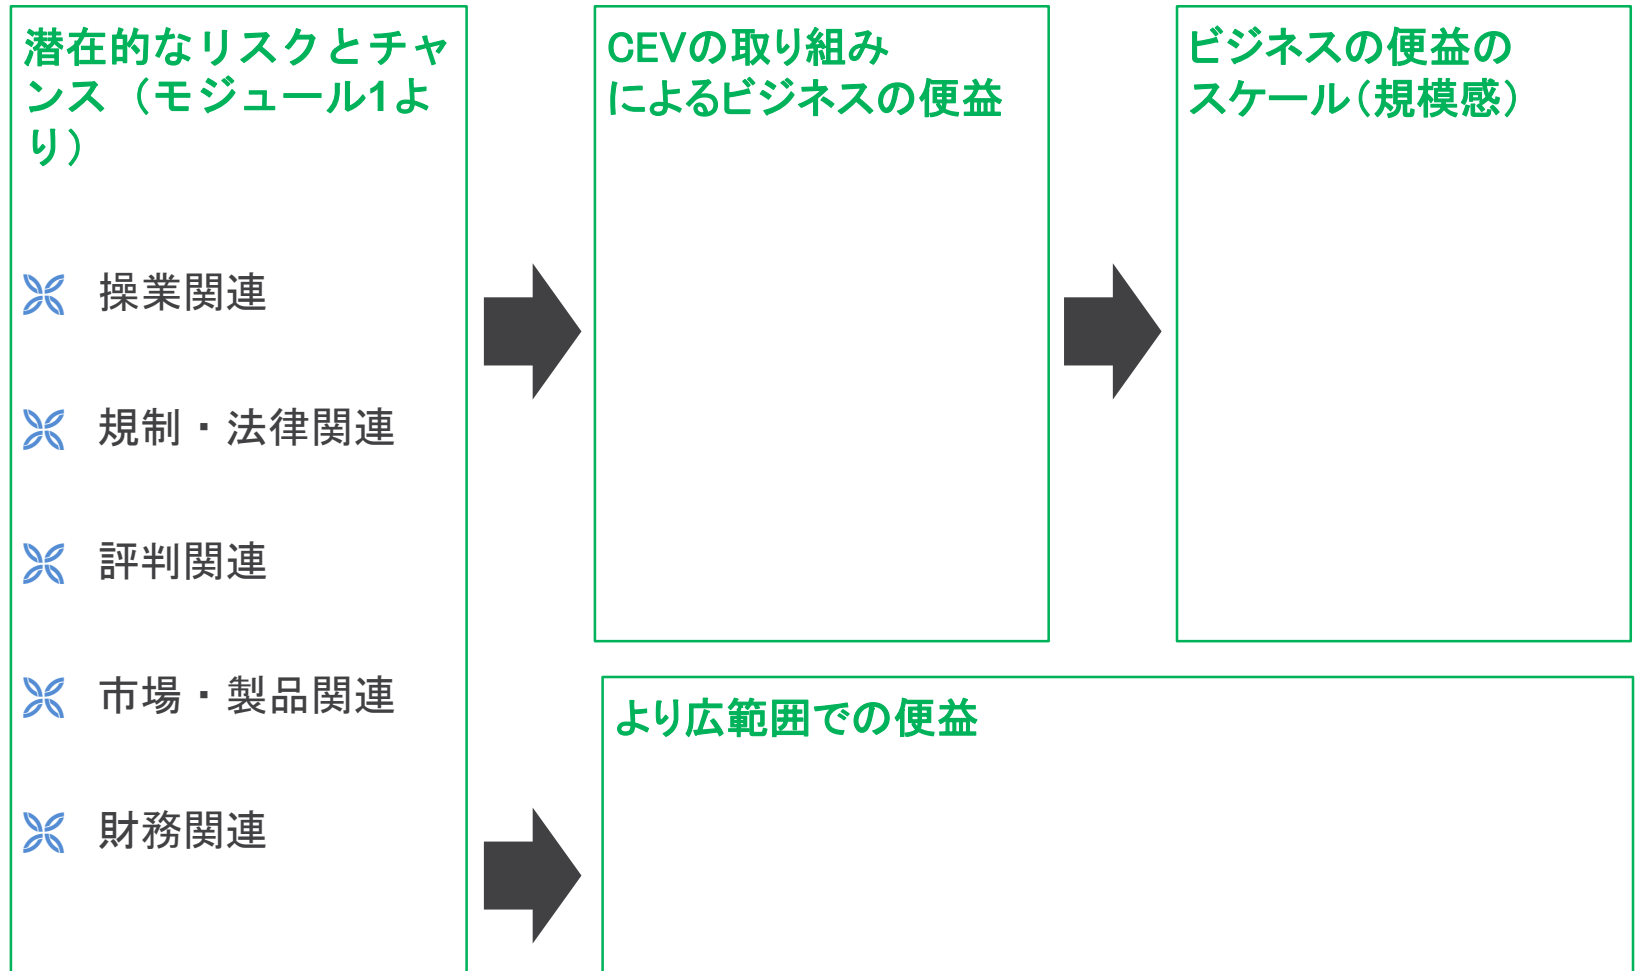 潜在的なリスクとチャ
ンス（モジュール1よ
り）
操業関連
規制・法律関連
評判関連
市場・製品関連
財務関連
CEVの取り組み
によるビジネスの便益
ビジネスの便益の
スケール（規模感）
より広範囲での便益